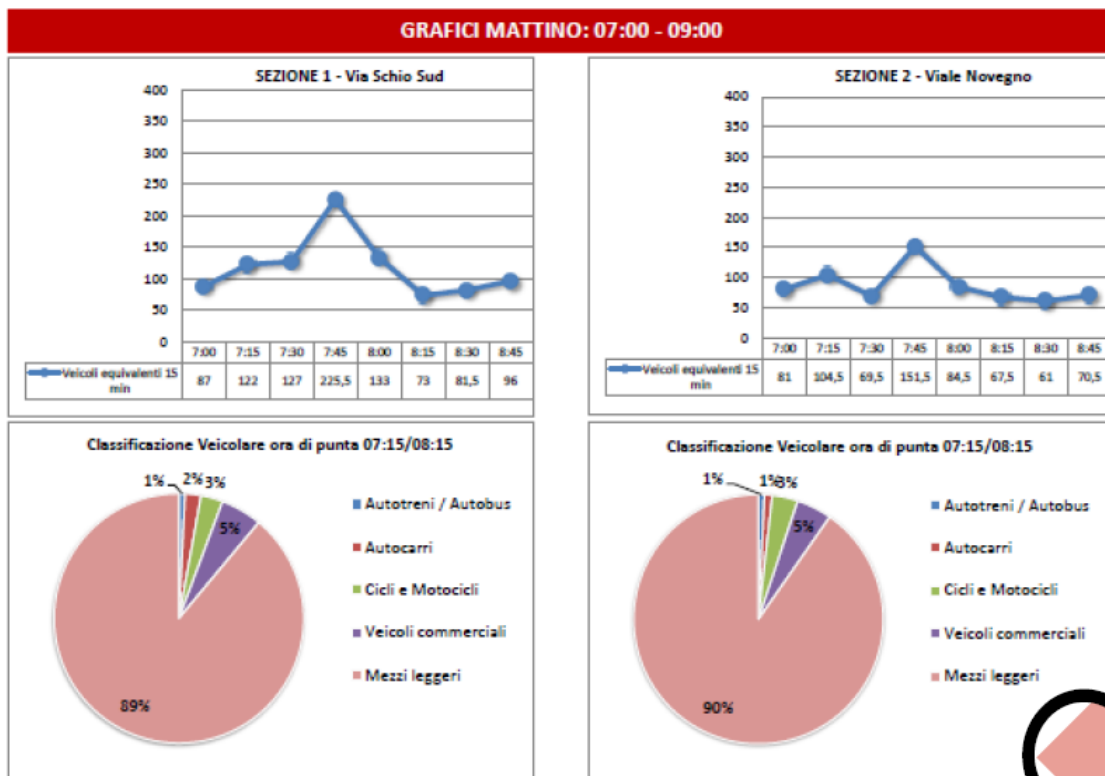 GRAFICI MATTINO: 07:00 - 09:00
SEZIONE 1 - Via Schio Sud
400
350
300
250
200
150
100
50
0
7:00 7:15 7:30 7:45 8:00 8:15 8:30 8:45
Veicoli equivalenti 15 min
87 122 127 225,5 133 73 81,5 96
SEZIONE 2 - Viale Novegno
400
350
300
250
200
150
100
50
0
7:00 7:15 7:30 7:45 8:00 8:15 8:30 8:45
Veicoli equivalenti 15 min
81 104,5 69,5 151,5 84,5 67,5 61 70,5
Classificazione Veicolare ora di punta 07:15/08:15
1% 2% 3%
5%
89%
Autotreni / Autobus
Autocarri
Cicli e Motocicli
Veicoli commerciali
Mezzi leggeri
Classificazione Veicolare ora di punta 07:15/08:15
1% 1% 3%
5%
90%
Autotreni / Autobus
Autocarri
Cicli e Motocicli
Veicoli commerciali
Mezzi leggeri